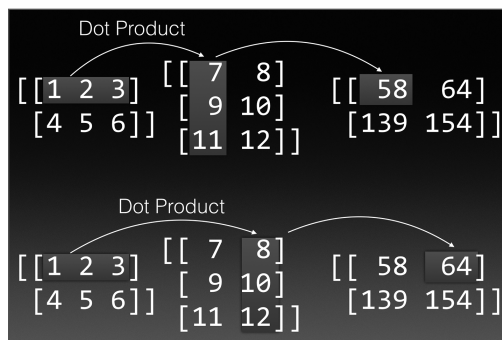 Dot Product
[[1 2 3]
[4 5 6]]
[[ 7 8]
[ 9 10]
[11 12]]
[[ 58 64]
[139 154]]
Dot Product
[[1 2 3]
[4 5 6]]
[[ 7 8]
[ 9 10]
[11 12]]
[[ 58 64]
[139 154]]